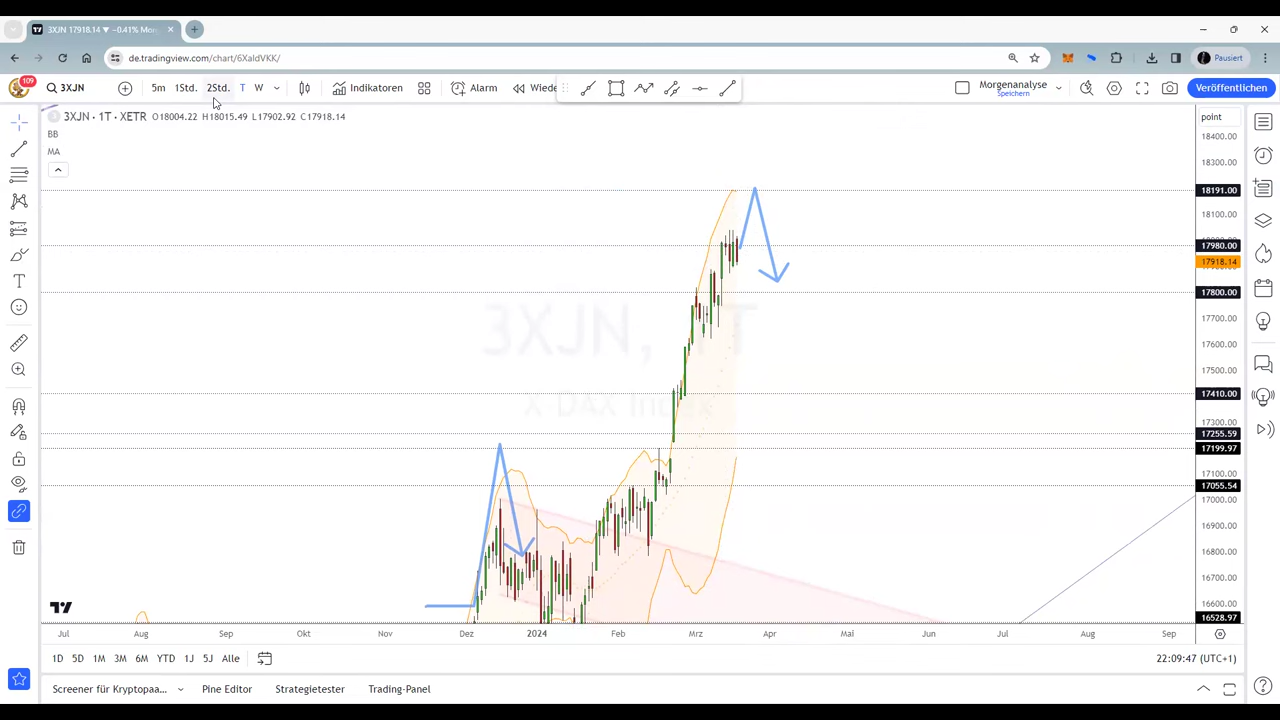 3XJN 17918.14 ▼ −0.41% Mor
de.tradingview.com/chart/6XaldVKK/
Pausiert
109
3XJN
5m
1Std.
2Std.
T
W
Indikatoren
Alarm
Wiede
Morgenanalyse
Speichern
Veröffentlichen
3XJN · 1T · XETR O18004.22 H18015.49 L17902.92 C17918.14
BB
MA
3XJN, 1T
X-DAX Index
point
18400.00
18300.00
18191.00
18100.00
17980.00
17918.14
17800.00
17700.00
17600.00
17500.00
17410.00
17300.00
17255.59
17199.97
17100.00
17055.54
17000.00
16900.00
16800.00
16700.00
16600.00
16528.97
Jul Aug Sep Okt Nov Dez 2024 Feb Mrz Apr Mai Jun Jul Aug Sep
1D 5D 1M 3M 6M YTD 1J 5J Alle
22:09:47 (UTC+1)
Screener für Kryptopaa... Pine Editor Strategietester Trading-Panel